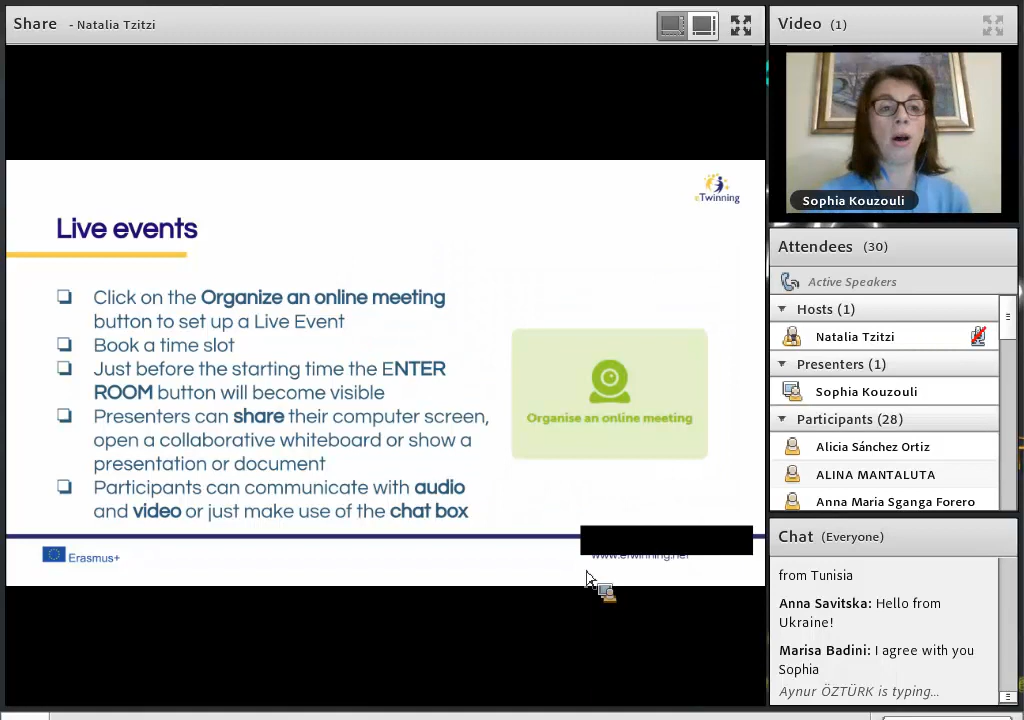 Share - Natalia Tzitzi
eTwinning
Live events
❏ Click on the Organize an online meeting
button to set up a Live Event
❏ Book a time slot
❏ Just before the starting time the ENTER
ROOM button will become visible
❏ Presenters can share their computer screen,
open a collaborative whiteboard or show a
presentation or document
❏ Participants can communicate with audio
and video or just make use of the chat box
Organise an online meeting
Erasmus+
www.etwinning.net
Video (1)
Sophia Kouzouli
Attendees (30)
Active Speakers
Hosts (1)
Natalia Tzitzi
Presenters (1)
Sophia Kouzouli
Participants (28)
Alicia Sánchez Ortiz
ALINA MANTALUTA
Anna Maria Sganga Forero
Chat (Everyone)
from Tunisia
Anna Savitska: Hello from
Ukraine!
Marisa Badini: I agree with you
Sophia
Aynur ÖZTÜRK is typing...